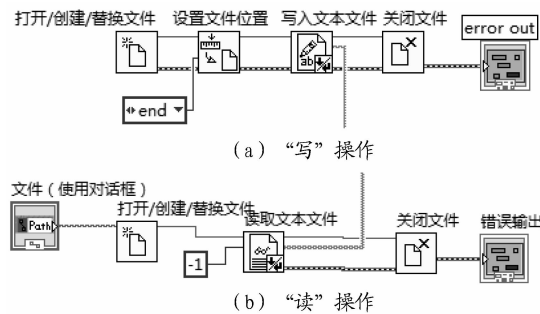 打开/创建/替换文件 设置文件位置 写入文本文件 关闭文件 error out
ab
end
(a) “写”操作
文件(使用对话框)
Path
打开/创建/替换文件 读取文本文件 关闭文件 错误输出
-1
(b) “读”操作